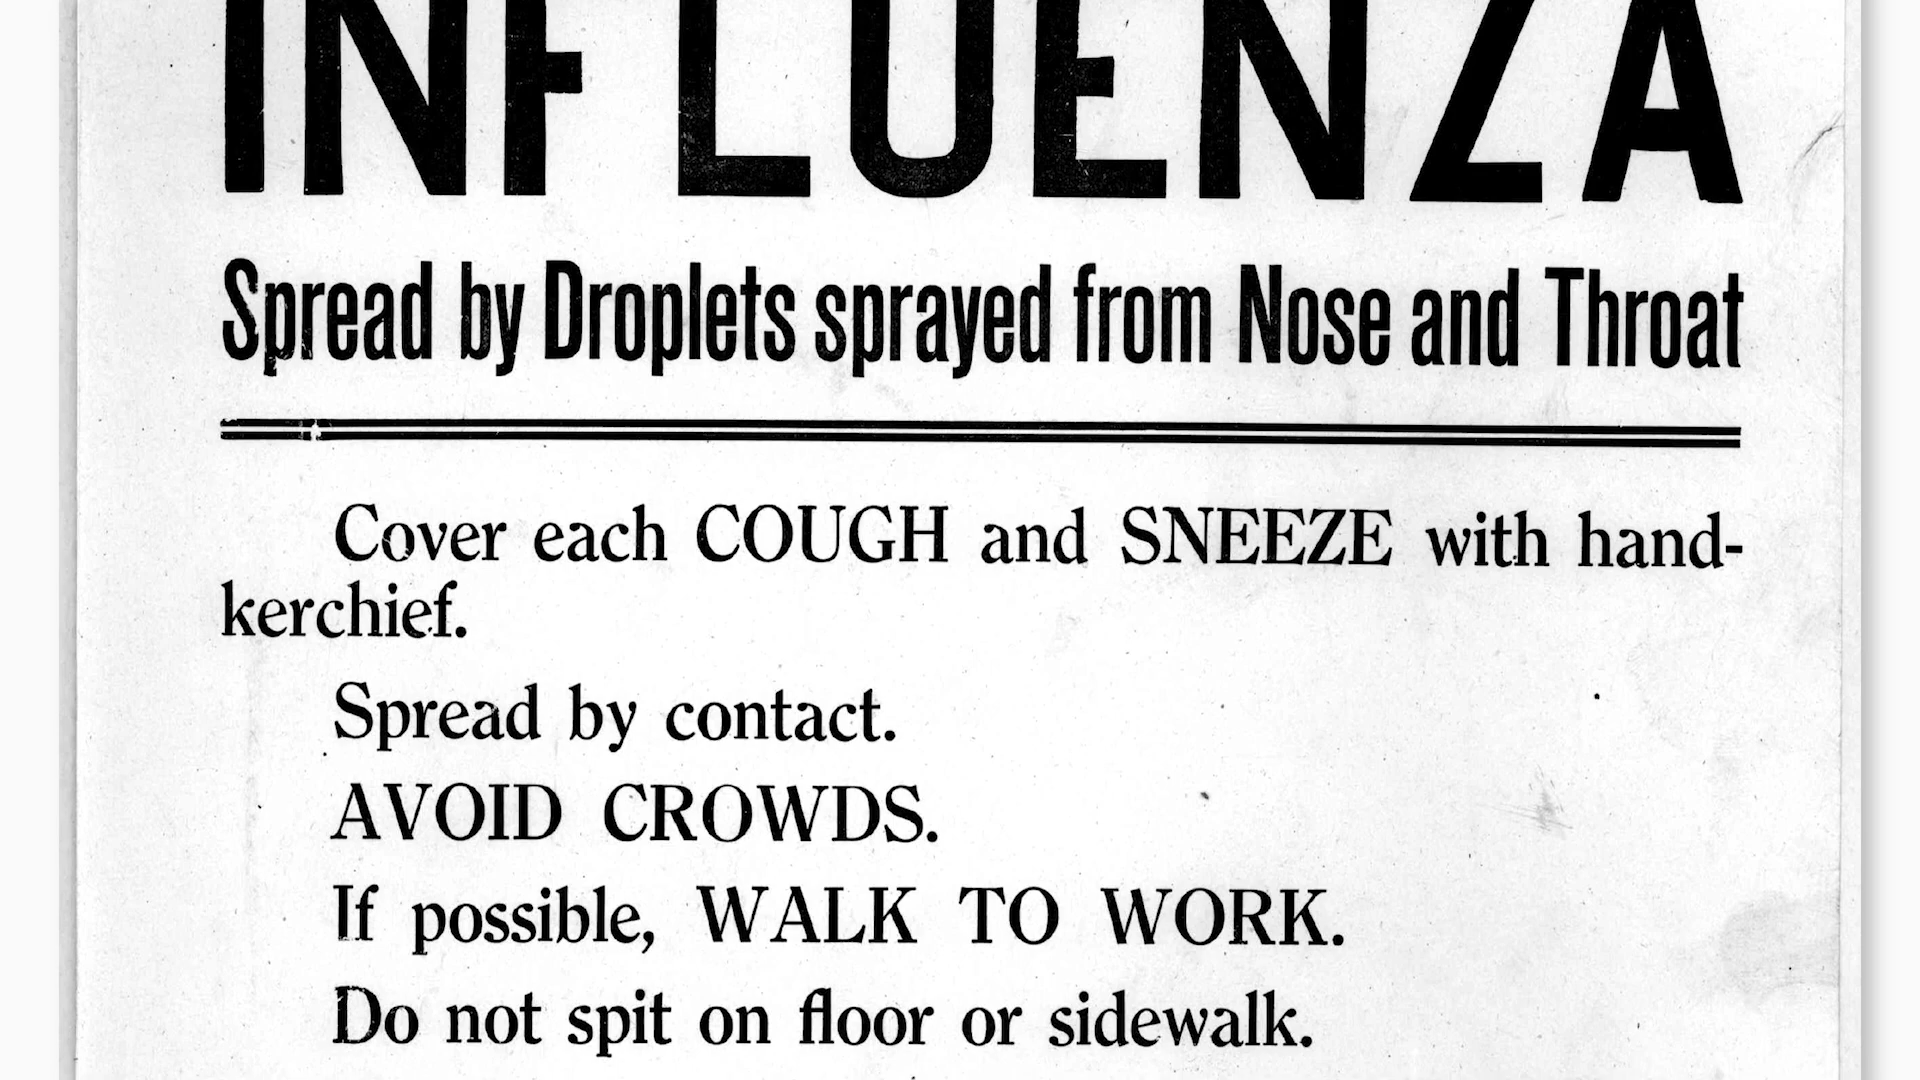 INFLUENZA
Spread by Droplets sprayed from Nose and Throat
Cover each COUGH and SNEEZE with hand-
kerchief.
Spread by contact.
AVOID CROWDS.
If possible, WALK TO WORK.
Do not spit on floor or sidewalk.